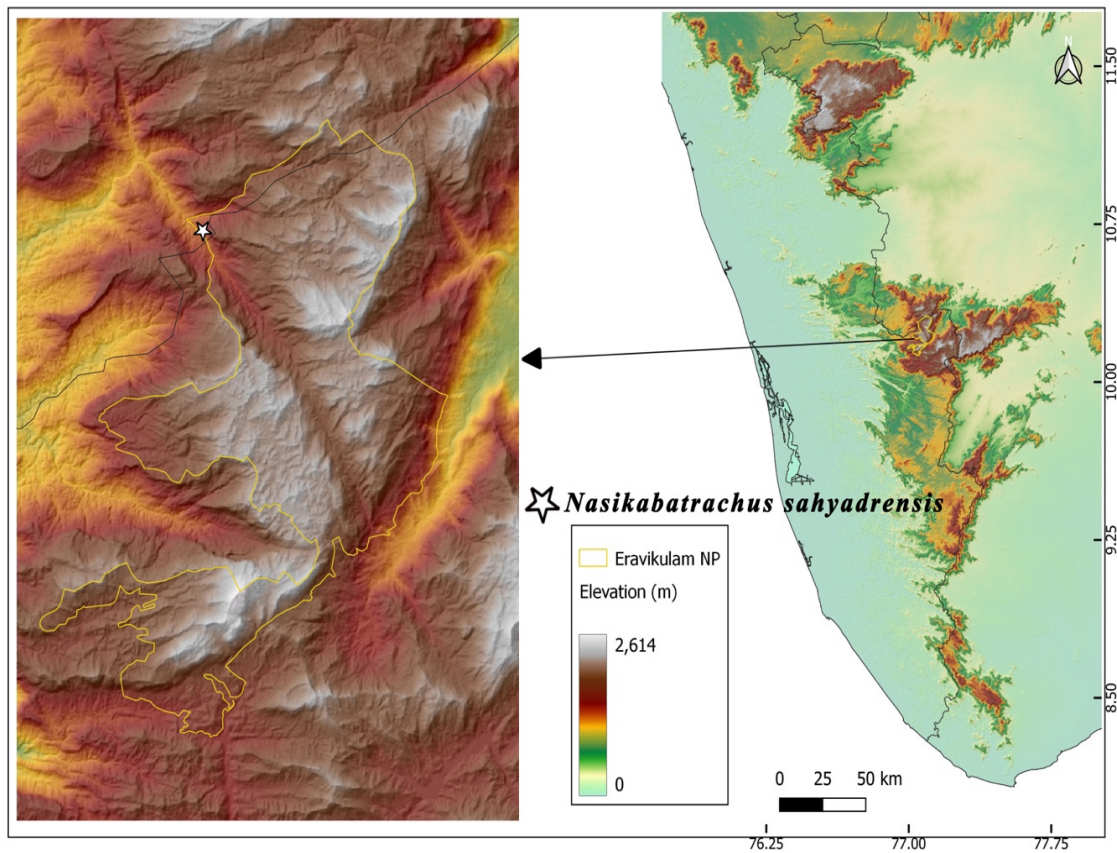 N
11.50
10.75
10.00
9.25
8.50
Nasikabatrachus sahyadrensis
Eravikulam NP
Elevation (m)
2,614
0
0 25 50 km
76.25 77.00 77.75